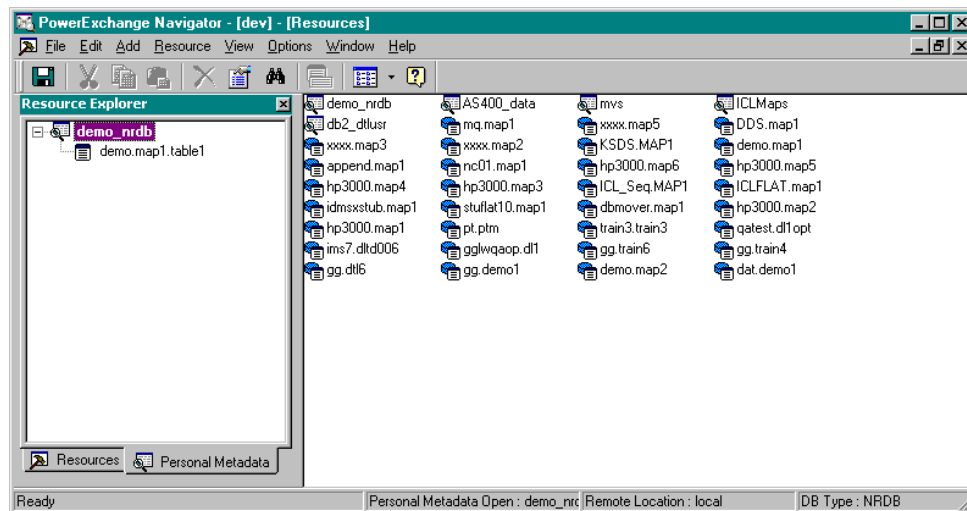 PowerExchange Navigator - [dev] - [Resources]
File Edit Add Resource View Options Window Help
Resource Explorer
demo_nrdb
demo.map1.table1
Resources Personal Metadata
demo_nrdb AS400_data mvs ICLMaps
db2_dtlusr mq.map1 xxxx.map5 DDS.map1
xxxx.map3 xxxx.map2 KSDS.MAP1 demo.map1
append.map1 nc01.map1 hp3000.map6 hp3000.map5
hp3000.map4 hp3000.map3 ICL_Seq.MAP1 ICLFLAT.map1
idmsxstub.map1 stuflat10.map1 dbmover.map1 hp3000.map2
hp3000.map1 pt.ptm train3.train3 qatest.dl1opt
ims7.dltd006 gglwqaop.dl1 gg.train6 gg.train4
gg.dtl6 gg.demo1 demo.map2 dat.demo1
Ready Personal Metadata Open : demo_nrd Remote Location : local DB Type : NRDB